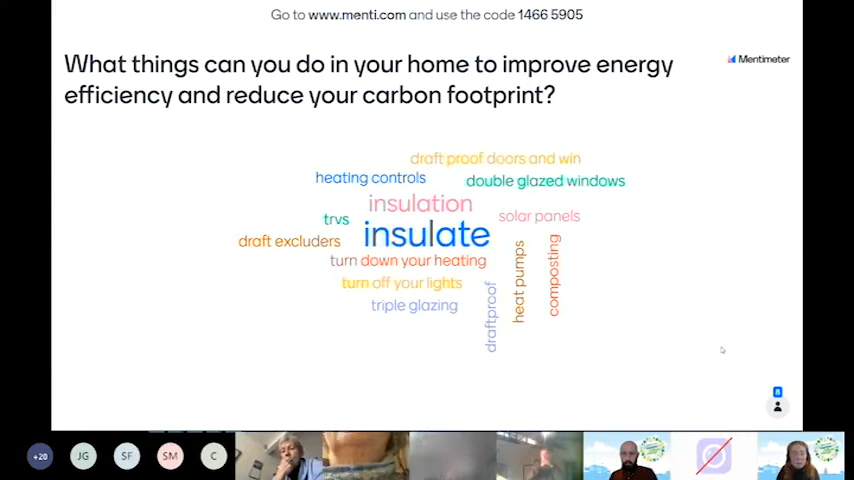 Go to www.menti.com and use the code 1466 5905
What things can you do in your home to improve energy
efficiency and reduce your carbon footprint?
Mentimeter
draft proof doors and win
heating controls
double glazed windows
insulation
trvs
solar panels
insulate
draft excluders
turn down your heating
turn off your lights
triple glazing
draftproof
heat pumps
composting
8
+20
JG
SF
SM
C